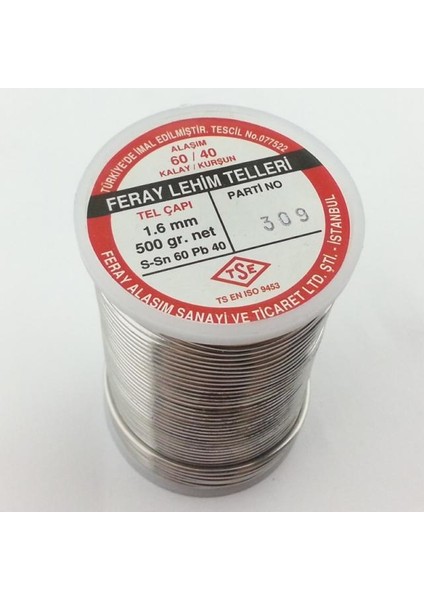 TÜRKİYE'DE İMAL EDİLMİŞTİR. TESCİL No.077522
ALAŞIM
60 / 40
KALAY / KURŞUN
FERAY LEHİM TELLERİ
TEL ÇAPI
1.6 mm
500 gr. net
S-Sn 60 Pb 40
PARTİ NO
309
TSE
TS EN ISO 9453
FERAY ALAŞIM SANAYİ VE TİCARET LTD. ŞTİ. - İSTANBUL